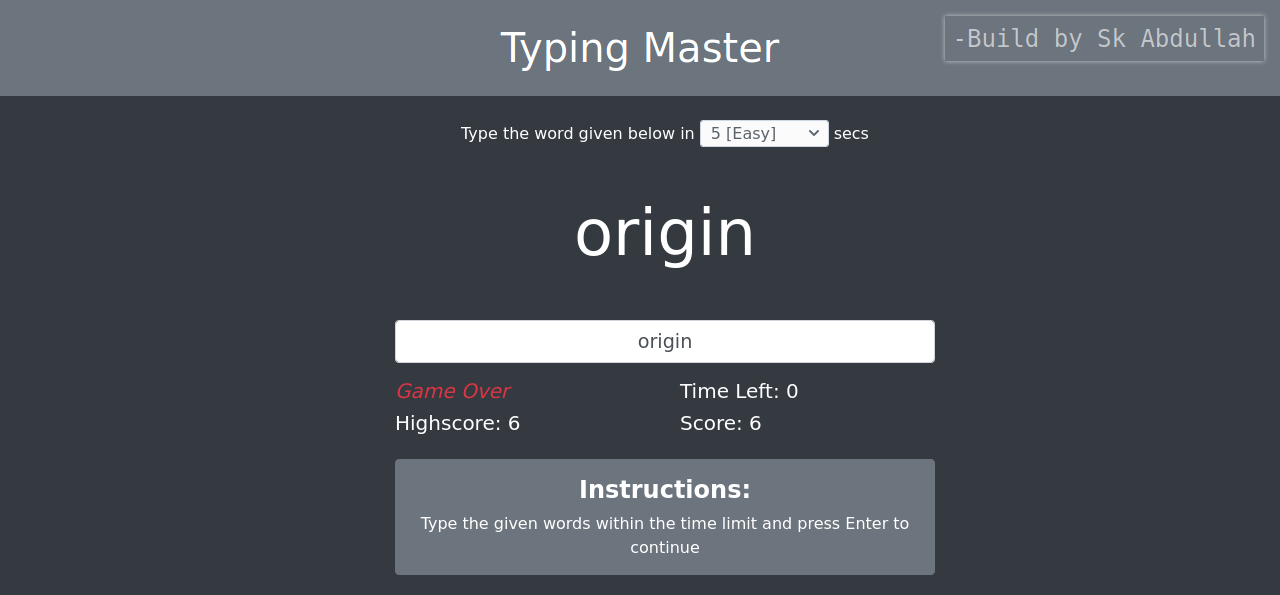 Typing Master
-Build by Sk Abdullah
Type the word given below in 5 [Easy] secs
origin
origin
Game Over
Time Left: 0
Highscore: 6
Score: 6
Instructions:
Type the given words within the time limit and press Enter to
continue